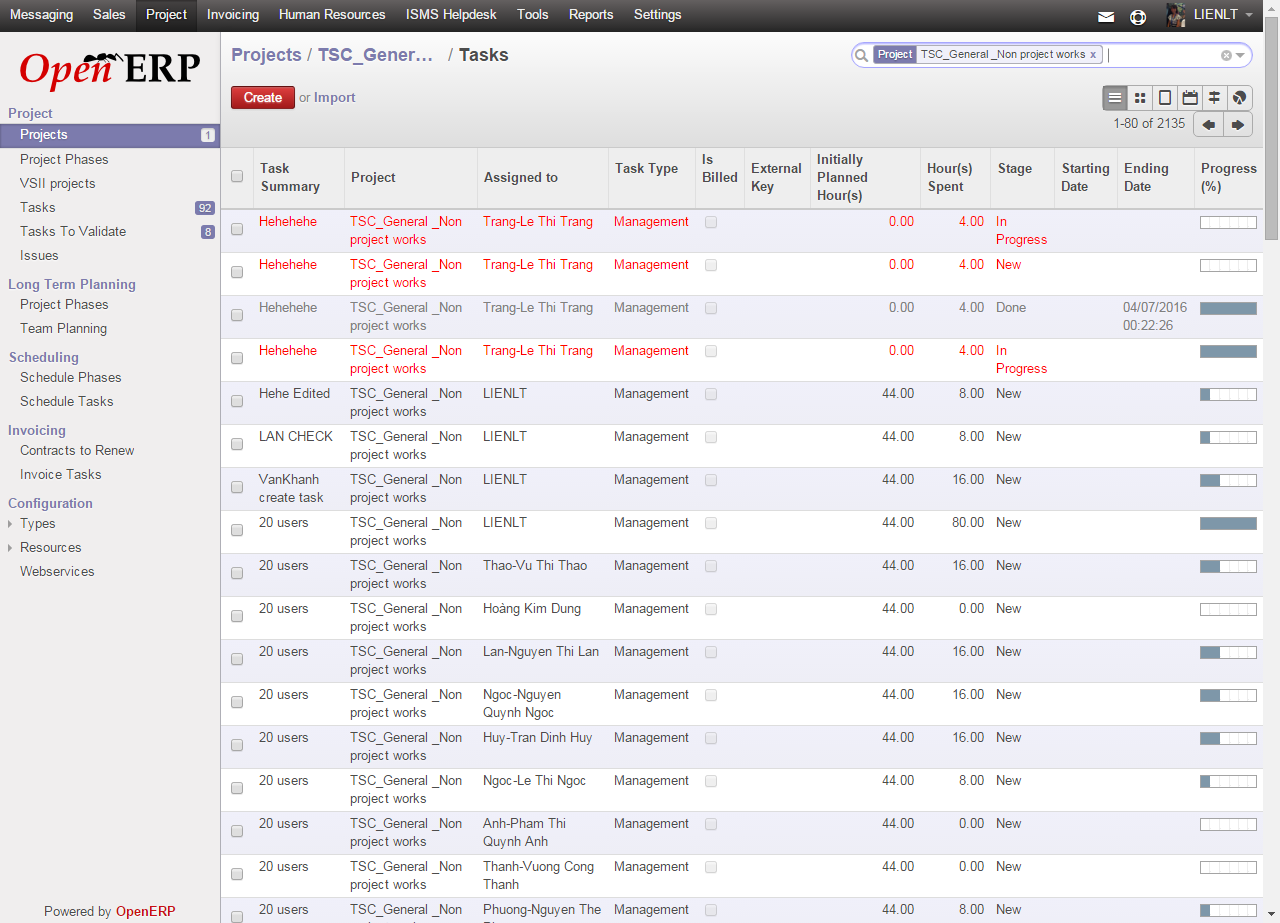 Messaging Sales Project Invoicing Human Resources ISMS Helpdesk Tools Reports Settings LIENLT
Open ERP
Project
Projects 1
Project Phases
VSII projects
Tasks 92
Tasks To Validate 8
Issues
Long Term Planning
Project Phases
Team Planning
Scheduling
Schedule Phases
Schedule Tasks
Invoicing
Contracts to Renew
Invoice Tasks
Configuration
Types
Resources
Webservices
Powered by OpenERP
Projects / TSC_Gener... / Tasks
Project TSC_General _Non project works x
Create or Import
1-80 of 2135
Task Summary Project Assigned to Task Type Is Billed External Key Initially Planned Hour(s) Hour(s) Spent Stage Starting Date Ending Date Progress (%)
Hehehehe TSC_General _Non project works Trang-Le Thi Trang Management 0.00 4.00 In Progress
Hehehehe TSC_General _Non project works Trang-Le Thi Trang Management 0.00 4.00 New
Hehehehe TSC_General _Non project works Trang-Le Thi Trang Management 0.00 4.00 Done 04/07/2016 00:22:26
Hehehehe TSC_General _Non project works Trang-Le Thi Trang Management 0.00 4.00 In Progress
Hehe Edited TSC_General _Non project works LIENLT Management 44.00 8.00 New
LAN CHECK TSC_General _Non project works LIENLT Management 44.00 8.00 New
VanKhanh create task TSC_General _Non project works LIENLT Management 44.00 16.00 New
20 users TSC_General _Non project works LIENLT Management 44.00 80.00 New
20 users TSC_General _Non project works Thao-Vu Thi Thao Management 44.00 16.00 New
20 users TSC_General _Non project works Hoàng Kim Dung Management 44.00 0.00 New
20 users TSC_General _Non project works Lan-Nguyen Thi Lan Management 44.00 16.00 New
20 users TSC_General _Non project works Ngoc-Nguyen Quynh Ngoc Management 44.00 16.00 New
20 users TSC_General _Non project works Huy-Tran Dinh Huy Management 44.00 16.00 New
20 users TSC_General _Non project works Ngoc-Le Thi Ngoc Management 44.00 8.00 New
20 users TSC_General _Non project works Anh-Pham Thi Quynh Anh Management 44.00 0.00 New
20 users TSC_General _Non project works Thanh-Vuong Cong Thanh Management 44.00 0.00 New
20 users TSC_General _Non project works Phuong-Nguyen The Management 44.00 8.00 New